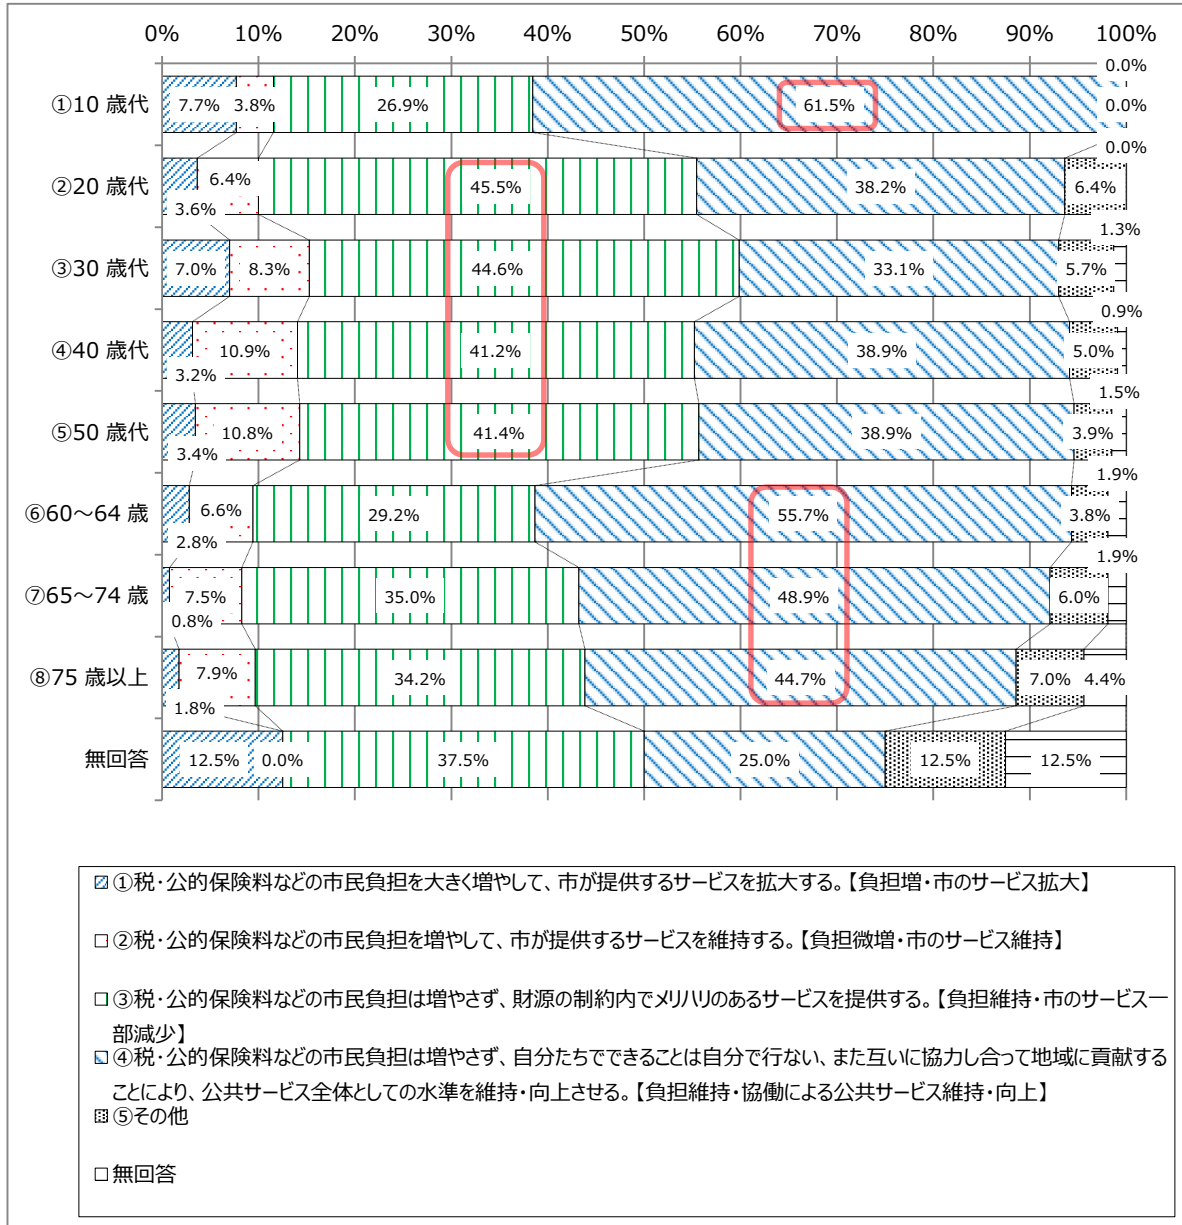 0% 10% 20% 30% 40% 50% 60% 70% 80% 90% 100%
0.0%
①10 歳代 7.7% 3.8% 26.9% 61.5% 0.0%
0.0%
②20 歳代 6.4% 45.5% 38.2% 6.4%
3.6%
1.3%
③30 歳代 7.0% 8.3% 44.6% 33.1% 5.7%
0.9%
④40 歳代 10.9% 41.2% 38.9% 5.0%
3.2%
1.5%
⑤50 歳代 10.8% 41.4% 38.9% 3.9%
3.4%
1.9%
⑥60～64 歳 6.6% 29.2% 55.7% 3.8%
2.8%
1.9%
⑦65～74 歳 7.5% 35.0% 48.9% 6.0%
0.8%
⑧75 歳以上 7.9% 34.2% 44.7% 7.0% 4.4%
1.8%
無回答 12.5% 0.0% 37.5% 25.0% 12.5% 12.5%
①税・公的保険料などの市民負担を大きく増やして、市が提供するサービスを拡大する。【負担増・市のサービス拡大】
②税・公的保険料などの市民負担を増やして、市が提供するサービスを維持する。【負担微増・市のサービス維持】
③税・公的保険料などの市民負担は増やさず、財源の制約内でメリハリのあるサービスを提供する。【負担維持・市のサービス一
部減少】
④税・公的保険料などの市民負担は増やさず、自分たちでできることは自分で行ない、また互いに協力し合って地域に貢献する
ことにより、公共サービス全体としての水準を維持・向上させる。【負担維持・協働による公共サービス維持・向上】
⑤その他
無回答